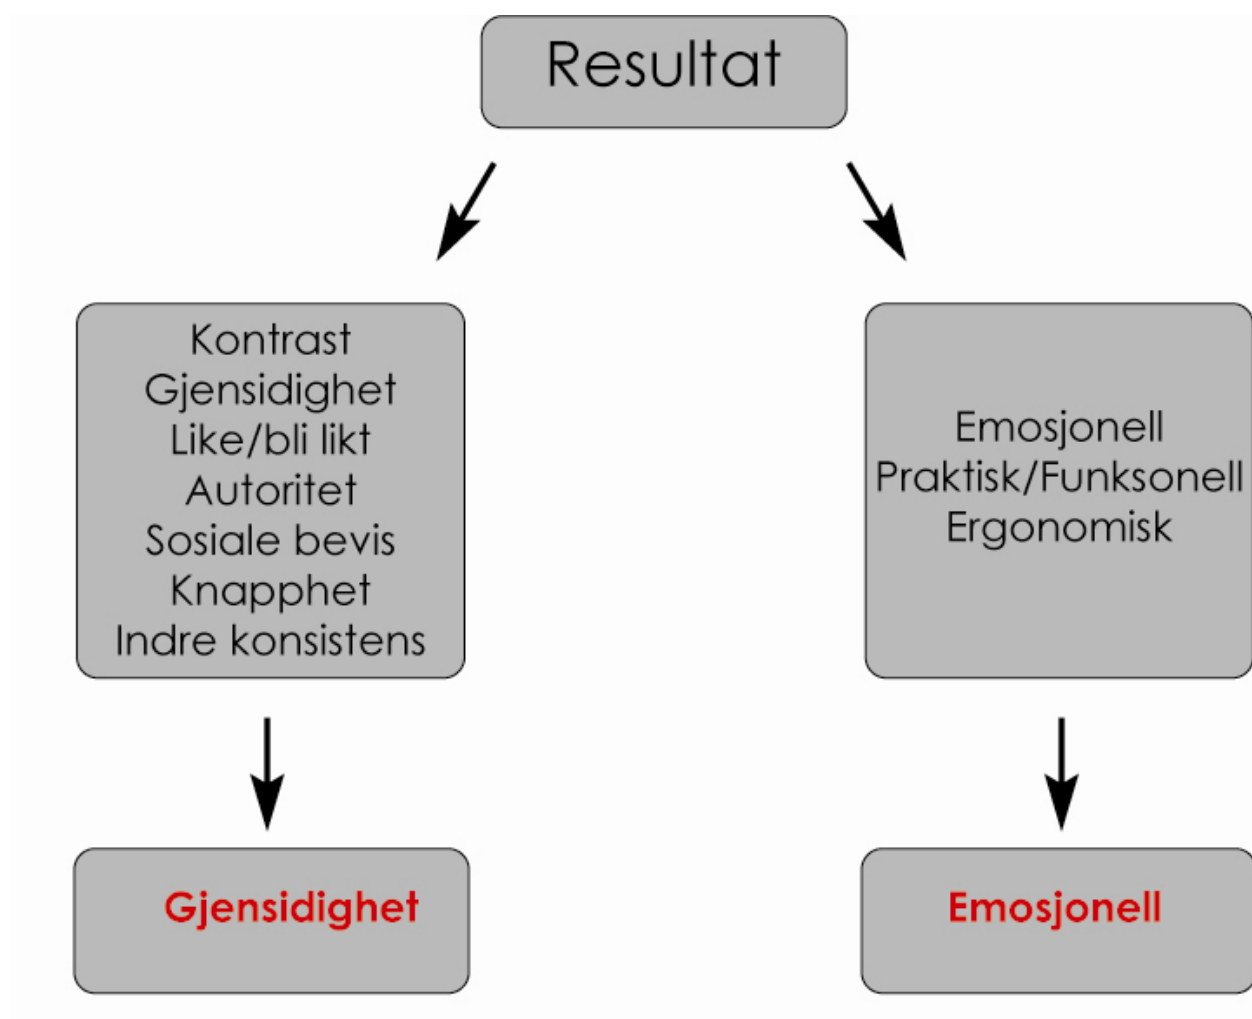 Resultat
Kontrast
Gjensidighet
Like/bli likt
Autoritet
Sosiale bevis
Knapphet
Indre konsistens
Emosjonell
Praktisk/Funksonell
Ergonomisk
Gjensidighet
Emosjonell